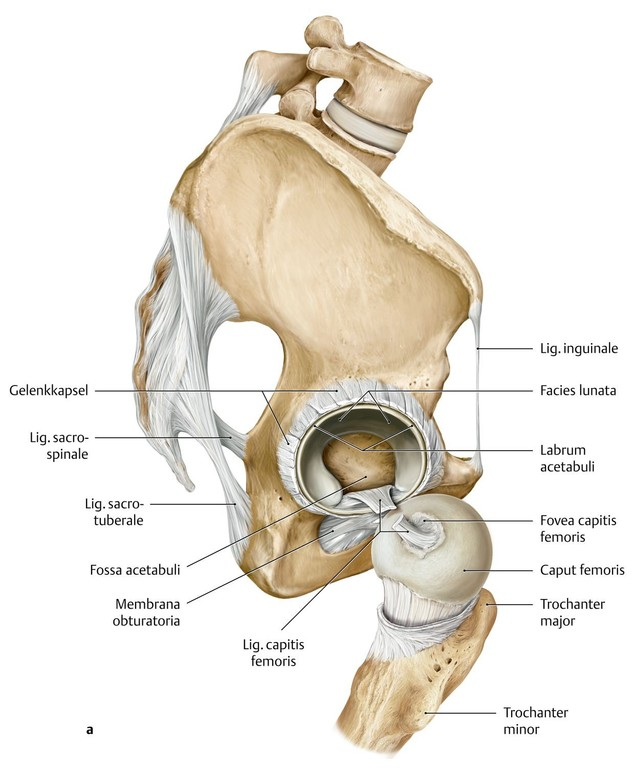 Lig. inguinale
Gelenkkapsel
Facies lunata
Lig. sacro-
spinale
Labrum
acetabuli
Lig. sacro-
tuberale
Fovea capitis
femoris
Fossa acetabuli
Caput femoris
Membrana
obturatoria
Trochanter
major
Lig. capitis
femoris
Trochanter
minor
a